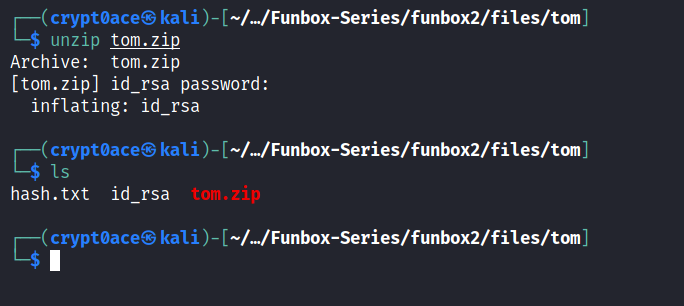 ┌──(crypt0ace㉿kali)-[~/…/Funbox-Series/funbox2/files/tom]
└─$ unzip tom.zip
Archive:  tom.zip
[tom.zip] id_rsa password:
  inflating: id_rsa
┌──(crypt0ace㉿kali)-[~/…/Funbox-Series/funbox2/files/tom]
└─$ ls
hash.txt  id_rsa  tom.zip
┌──(crypt0ace㉿kali)-[~/…/Funbox-Series/funbox2/files/tom]
└─$